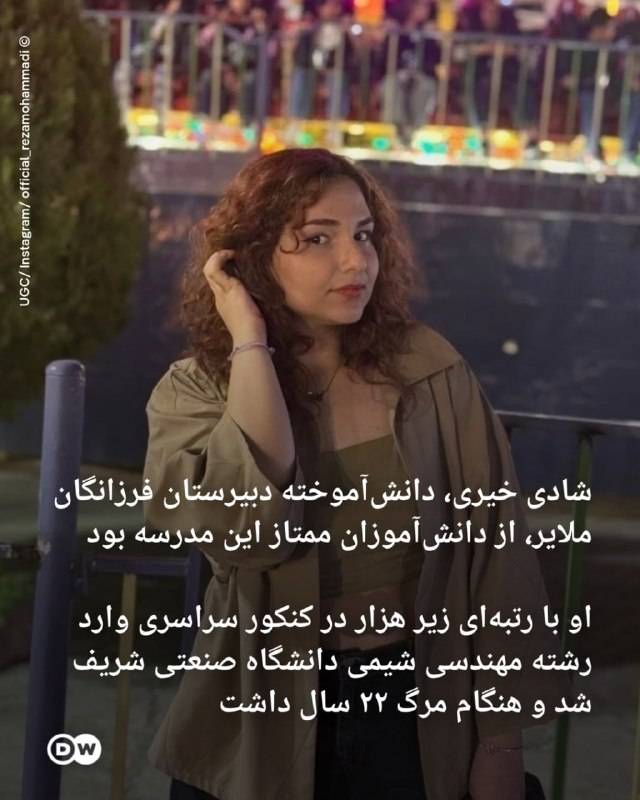 UGC/ Instagram/ official_rezamohammadi ©
شادی خیری، دانش‌آموخته دبیرستان فرزانگان
ملایر، از دانش‌آموزان ممتاز این مدرسه بود
او با رتبه‌ای زیر هزار در کنکور سراسری وارد
رشته مهندسی شیمی دانشگاه صنعتی شریف
شد و هنگام مرگ ۲۲ سال داشت
DW